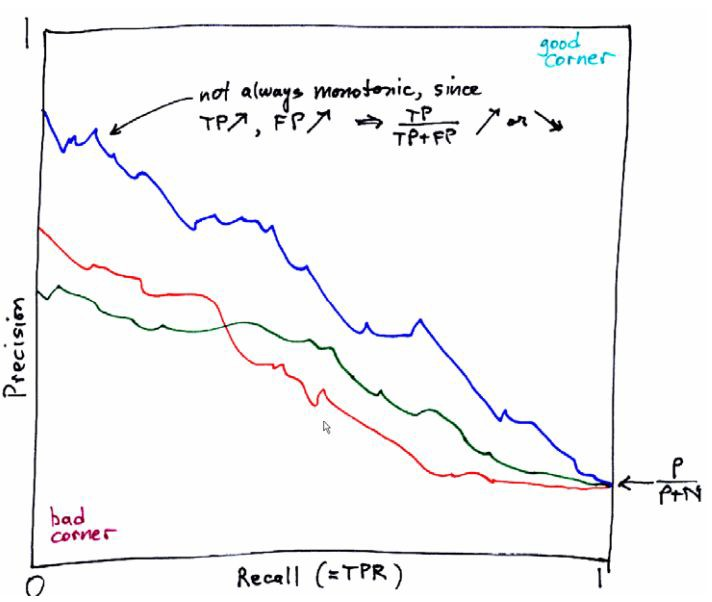 1
good
corner
not always monotonic, since
TP↗, FP↗ ⇒ TP/TP+FP ↗ or ↘
Precision
P/P+N
bad
corner
0
Recall (=TPR)
1